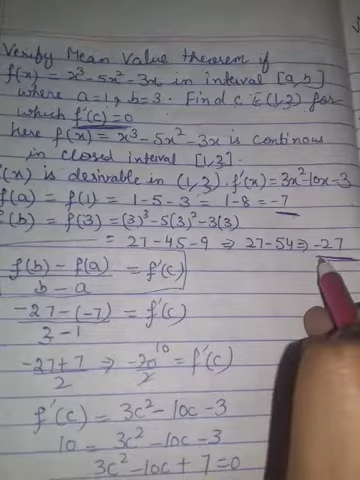 Verify Mean Value theorem if
f(x) = x³-5x²-3x in interval [a,b]
where a=1, b=3. Find c ∈ (1,3) for
which f'(c)=0
here f(x) = x³-5x²-3x is continous
in closed interval [1,3].
f'(x) is derivable in (1,3). f'(x) = 3x²-10x-3
f(a) = f(1) = 1-5-3 = 1-8 = -7
f(b) = f(3) = (3)³-5(3)²-3(3)
= 27-45-9 ⇒ 27-54 ⇒ -27
f(b) - f(a) / b-a = f'(c)
-27-(-7) / 3-1 = f'(c)
-27+7 / 2 ⇒ -20 / 2 10 = f'(c)
f'(c) = 3c²-10c-3
10 = 3c²-10c-3
3c²-10c+7=0